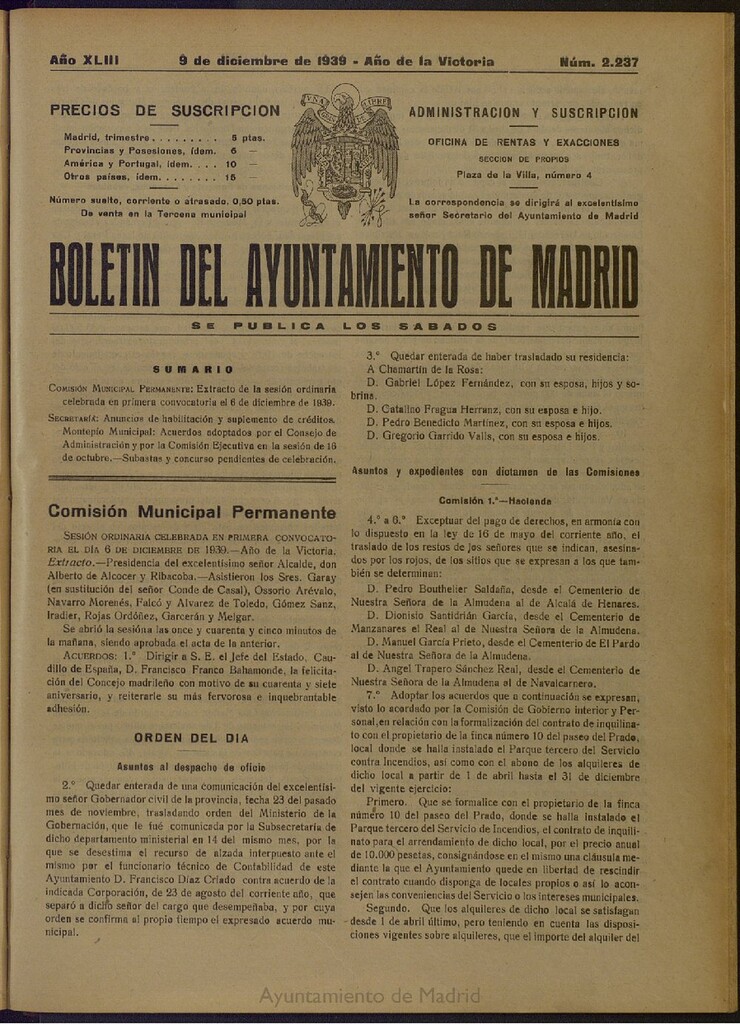 Año XLIII
9 de diciembre de 1939 - Año de la Victoria
Núm. 2.237
PRECIOS DE SUSCRIPCION
Madrid, trimestre . . . . . . . . . 5 ptas.
Provincias y Posesiones, ídem. 6 —
América y Portugal, ídem. . . . 10 —
Otros países, ídem. . . . . . . . . 15 —
Número suelto, corriente o atrasado, 0,50 ptas.
De venta en la Tercena municipal
ADMINISTRACION Y SUSCRIPCION
OFICINA DE RENTAS Y EXACCIONES
SECCION DE PROPIOS
Plaza de la Villa, número 4
La correspondencia se dirigirá al excelentísimo
señor Secretario del Ayuntamiento de Madrid
BOLETIN DEL AYUNTAMIENTO DE MADRID
SE PUBLICA LOS SABADOS
SUMARIO
COMISIÓN MUNICIPAL PERMANENTE: Extracto de la sesión ordinaria
celebrada en primera convocatoria el 6 de diciembre de 1939.
SECRETARÍA: Anuncios de habilitación y suplemento de créditos.
Montepío Municipal: Acuerdos adoptados por el Consejo de
Administración y por la Comisión Ejecutiva en la sesión de 16
de octubre.—Subastas y concurso pendientes de celebración.
Comisión Municipal Permanente
SESIÓN ORDINARIA CELEBRADA EN PRIMERA CONVOCATO-
RIA EL DÍA 6 DE DICIEMBRE DE 1939.—Año de la Victoria.
Extracto.—Presidencia del excelentísimo señor Alcalde, don
Alberto de Alcocer y Ribacoba.—Asistieron los Sres. Garay
(en sustitución del señor Conde de Casal), Ossorio Arévalo,
Navarro Morenés, Falcó y Alvarez de Toledo, Gómez Sanz,
Iradier, Rojas Ordóñez, Garcerán y Melgar.
Se abrió la sesión a las once y cuarenta y cinco minutos de
la mañana, siendo aprobada el acta de la anterior.
ACUERDOS: 1.º Dirigir a S. E. el Jefe del Estado, Cau-
dillo de España, D. Francisco Franco Bahamonde, la felicita-
ción del Concejo madrileño con motivo de su cuarenta y siete
aniversario, y reiterarle su más fervorosa e inquebrantable
adhesión.
ORDEN DEL DIA
Asuntos al despacho de oficio
2.º Quedar enterada de una comunicación del excelentísi-
mo señor Gobernador civil de la provincia, fecha 23 del pasado
mes de noviembre, trasladando orden del Ministerio de la
Gobernación, que le fué comunicada por la Subsecretaría de
dicho departamento ministerial en 14 del mismo mes, por la
que se desestima el recurso de alzada interpuesto ante el
mismo por el funcionario técnico de Contabilidad de este
Ayuntamiento D. Francisco Díaz Criado contra acuerdo de la
indicada Corporación, de 23 de agosto del corriente año, que
separó a dicho señor del cargo que desempeñaba, y por cuya
orden se confirma al propio tiempo el expresado acuerdo mu-
nicipal.
3.º Quedar enterada de haber trasladado su residencia:
A Chamartín de la Rosa:
D. Gabriel López Fernández, con su esposa, hijos y so-
brina.
D. Catalino Fragua Herranz, con su esposa e hijo.
D. Pedro Benedicto Martínez, con su esposa e hijos.
D. Gregorio Garrido Valls, con su esposa e hijos.
Asuntos y expedientes con dictamen de las Comisiones
Comisión 1.ª—Hacienda
4.º a 6.º Exceptuar del pago de derechos, en armonía con
lo dispuesto en la ley de 16 de mayo del corriente año, el
traslado de los restos de jos señores que se indican, asesina-
dos por los rojos, de los sitios que se expresan a los que tam-
bién se determinan:
D. Pedro Bouthelier Saldaña, desde el Cementerio de
Nuestra Señora de la Almudena al de Alcalá de Henares.
D. Dionisio Santidrián García, desde el Cementerio de
Manzanares el Real al de Nuestra Señora de la Almudena.
D. Manuel García Prieto, desde el Cementerio de El Pardo
al de Nuestra Señora de la Almudena.
D. Angel Trapero Sánchez Real, desde el Cementerio de
Nuestra Señora de la Almudena al de Navalcarnero.
7.º Adoptar los acuerdos que a continuación se expresan,
visto lo acordado por la Comisión de Gobierno interior y Per-
sonal, en relación con la formalización del contrato de inquilina-
to con el propietario de la finca número 10 del paseo del Prado,
local donde se halla instalado el Parque tercero del Servicio
contra Incendios, así como con el abono de los alquileres de
dicho local a partir de 1 de abril hasta el 31 de diciembre
del vigente ejercicio:
Primero. Que se formalice con el propietario de la finca
número 10 del paseo del Prado, donde se halla instalado el
Parque tercero del Servicio de Incendios, el contrato de inquili-
nato para el arrendamiento de dicho local, por el precio anual
de 10.000 pesetas, consignándose en el mismo una cláusula me-
diante la que el Ayuntamiento quede en libertad de rescindir
el contrato cuando disponga de locales propios o así lo acon-
sejen las conveniencias del Servicio o los intereses municipales.
Segundo. Que los alquileres de dicho local se satisfagan
desde 1 de abril último, pero teniendo en cuenta las disposi-
ciones vigentes sobre alquileres, que el importe del alquiler del
Ayuntamiento de Madrid